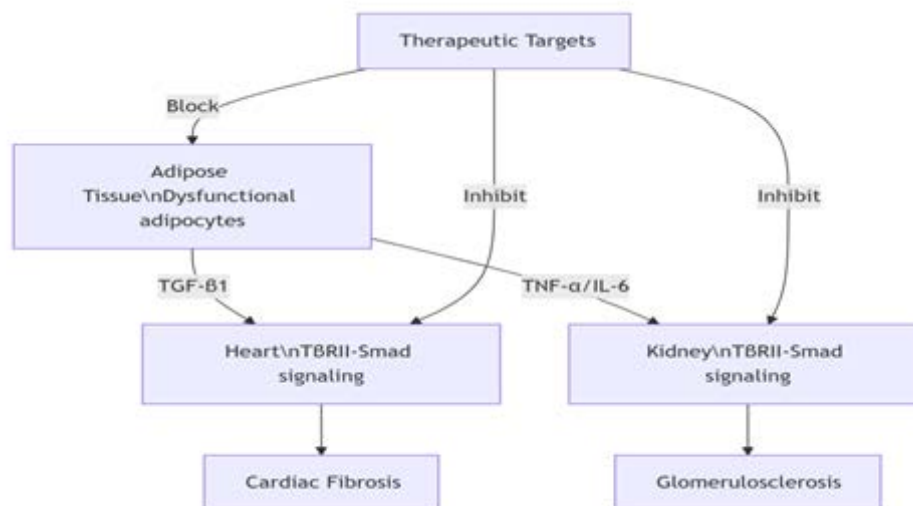 Therapeutic Targets
Block
Adipose
Tissue\nDysfunctional
adipocytes
Inhibit
Inhibit
TGF-β1
TNF-α/IL-6
Heart\nTβRII-Smad
signaling
Kidney\nTβRII-Smad
signaling
Cardiac Fibrosis
Glomerulosclerosis